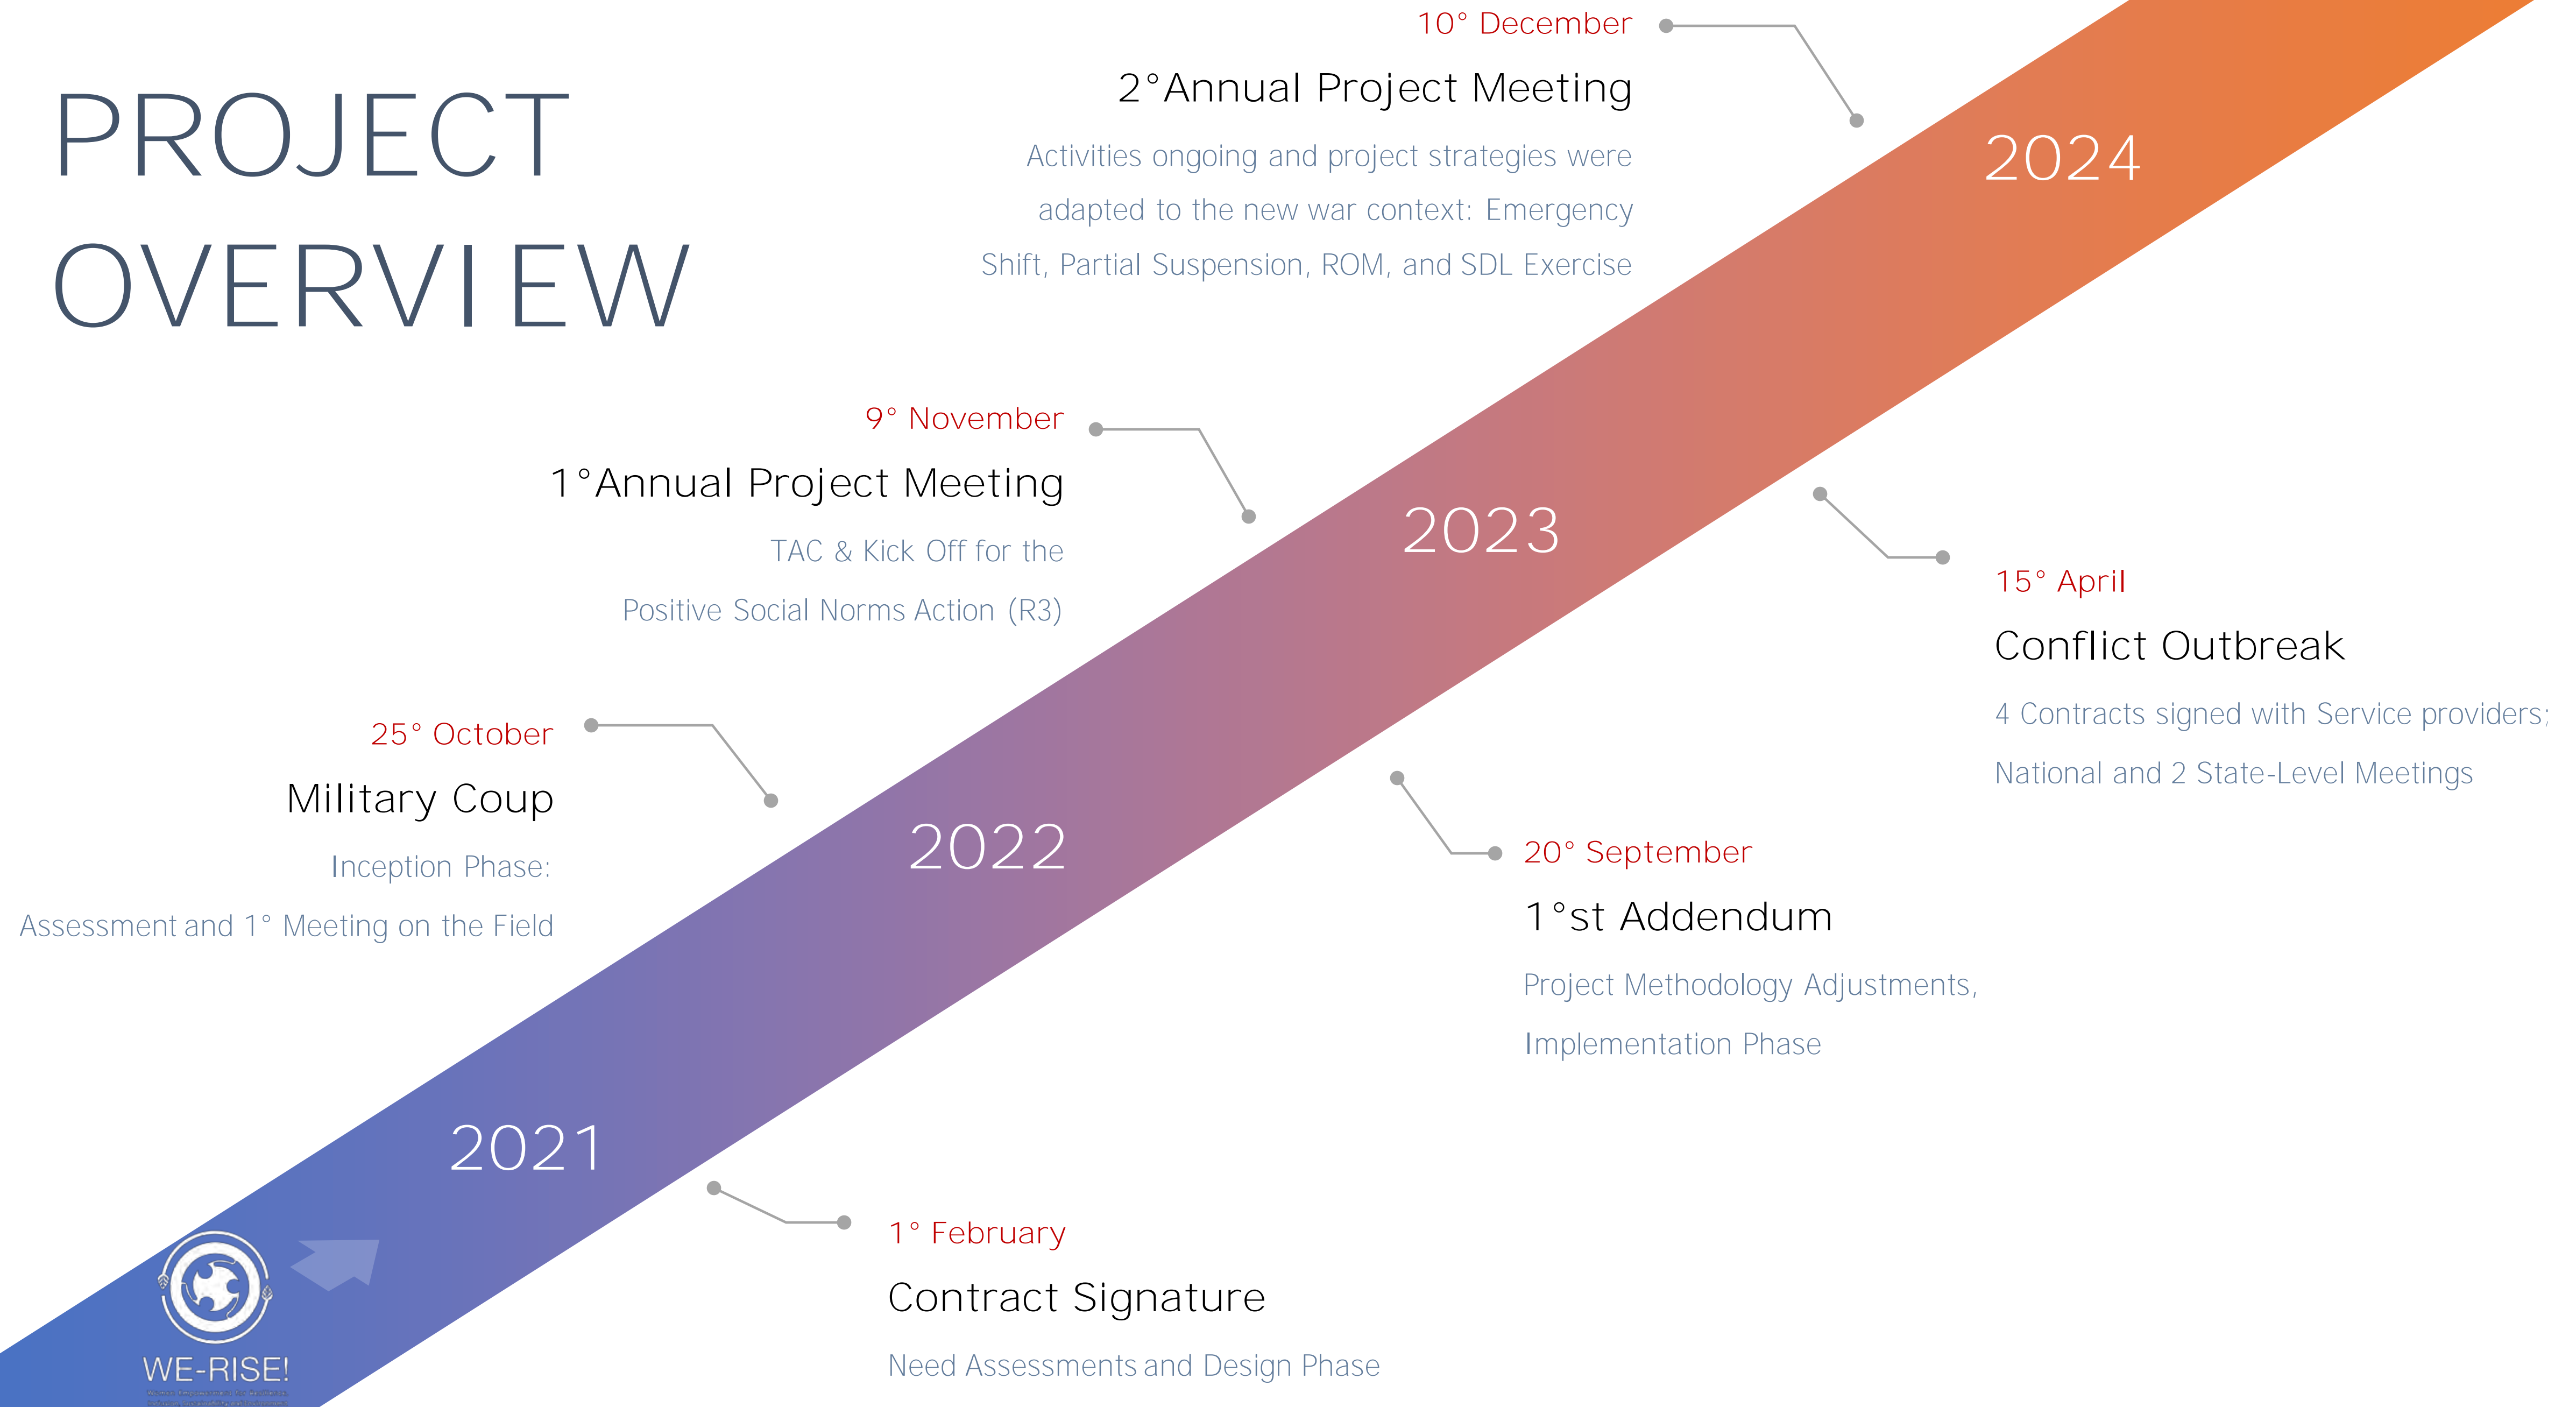 PROJECT
OVERVIEW
10° December
2°Annual Project Meeting
Activities ongoing and project strategies were
adapted to the new war context: Emergency
Shift, Partial Suspension, ROM, and SDL Exercise
2024
9° November
1°Annual Project Meeting
TAC & Kick Off for the
Positive Social Norms Action (R3)
2023
15° April
Conflict Outbreak
4 Contracts signed with Service providers;
National and 2 State-Level Meetings
25° October
Military Coup
Inception Phase:
Assessment and 1° Meeting on the Field
2022
20° September
1°st Addendum
Project Methodology Adjustments,
Implementation Phase
2021
1° February
Contract Signature
Need Assessments and Design Phase
WE-RISE!